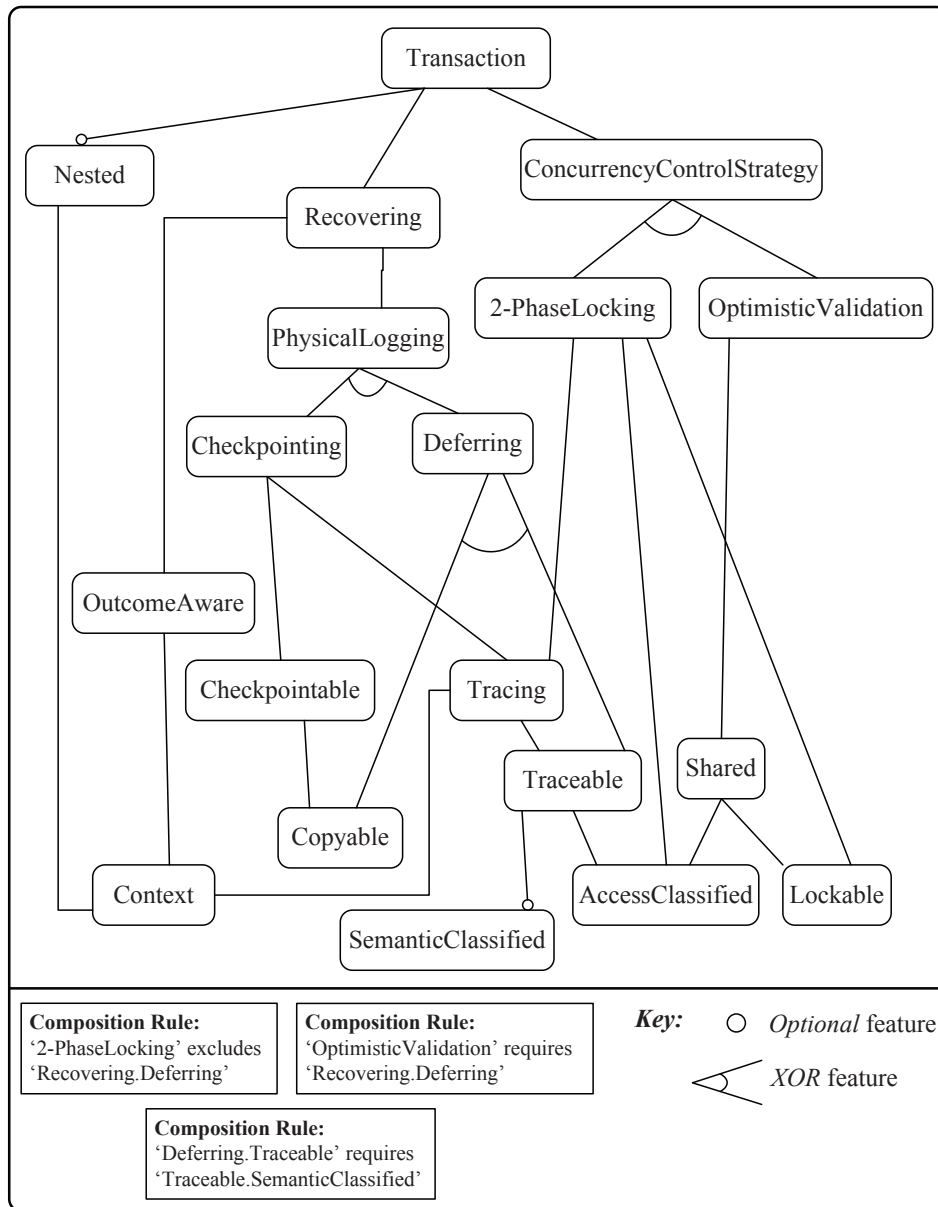 Transaction
Nested
ConcurrencyControlStrategy
Recovering
2-PhaseLocking
OptimisticValidation
PhysicalLogging
Checkpointing
Deferring
OutcomeAware
Checkpointable
Tracing
Traceable
Shared
Copyable
Context
AccessClassified
Lockable
SemanticClassified
Composition Rule:
‘2-PhaseLocking’ excludes
‘Recovering.Deferring’
Composition Rule:
‘OptimisticValidation’ requires
‘Recovering.Deferring’
Composition Rule:
‘Deferring.Traceable’ requires
‘Traceable.SemanticClassified’
Key:
Optional feature
XOR feature